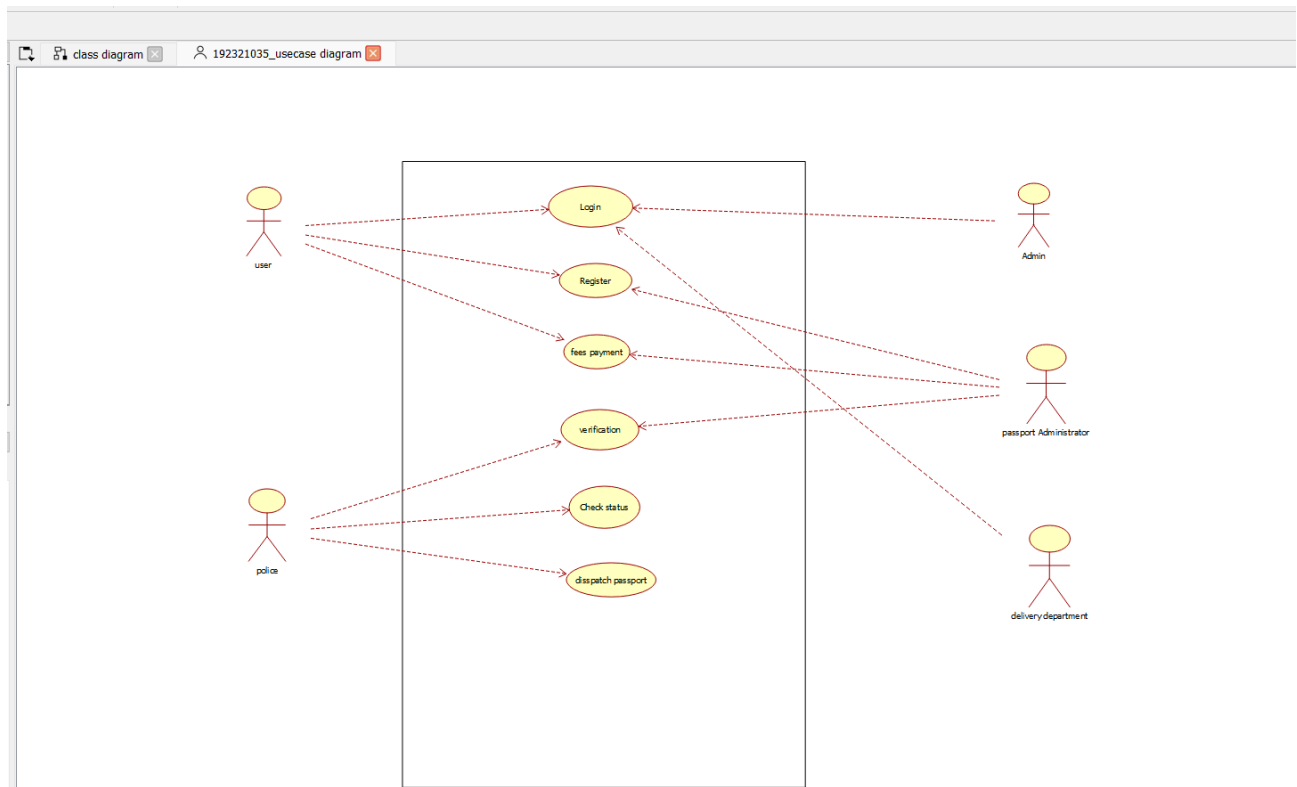 class diagram
192321035_usecase diagram
Login
user
Admin
Register
fees payment
passport Administrator
verification
Check status
police
disspatch passport
delivery department